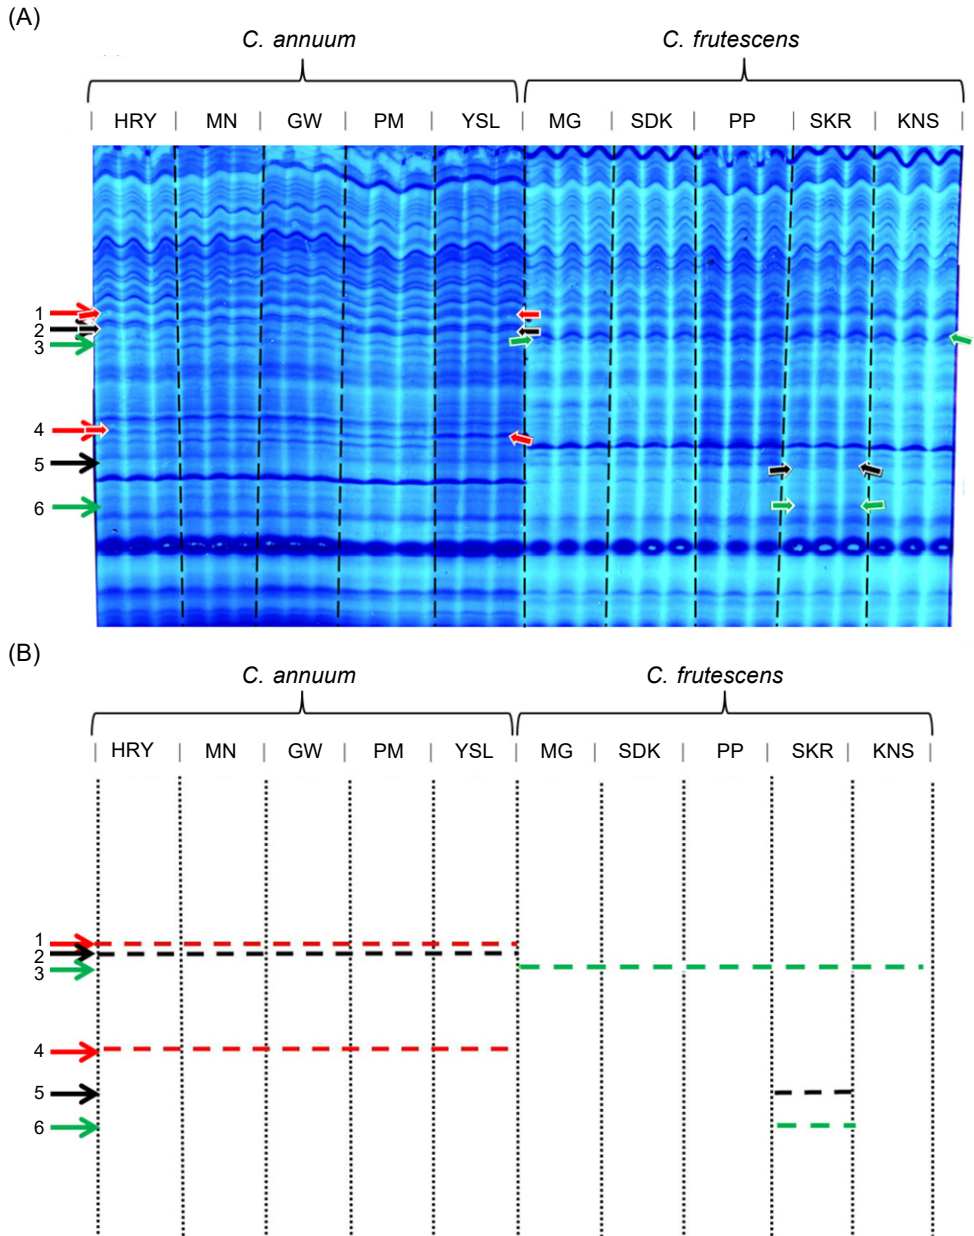 (A)
C. annuum C. frutescens
| HRY | MN | GW | PM | YSL | MG | SDK | PP | SKR | KNS |
1
2
3
4
5
6
(B)
C. annuum C. frutescens
| HRY | MN | GW | PM | YSL | MG | SDK | PP | SKR | KNS |
1
2
3
4
5
6